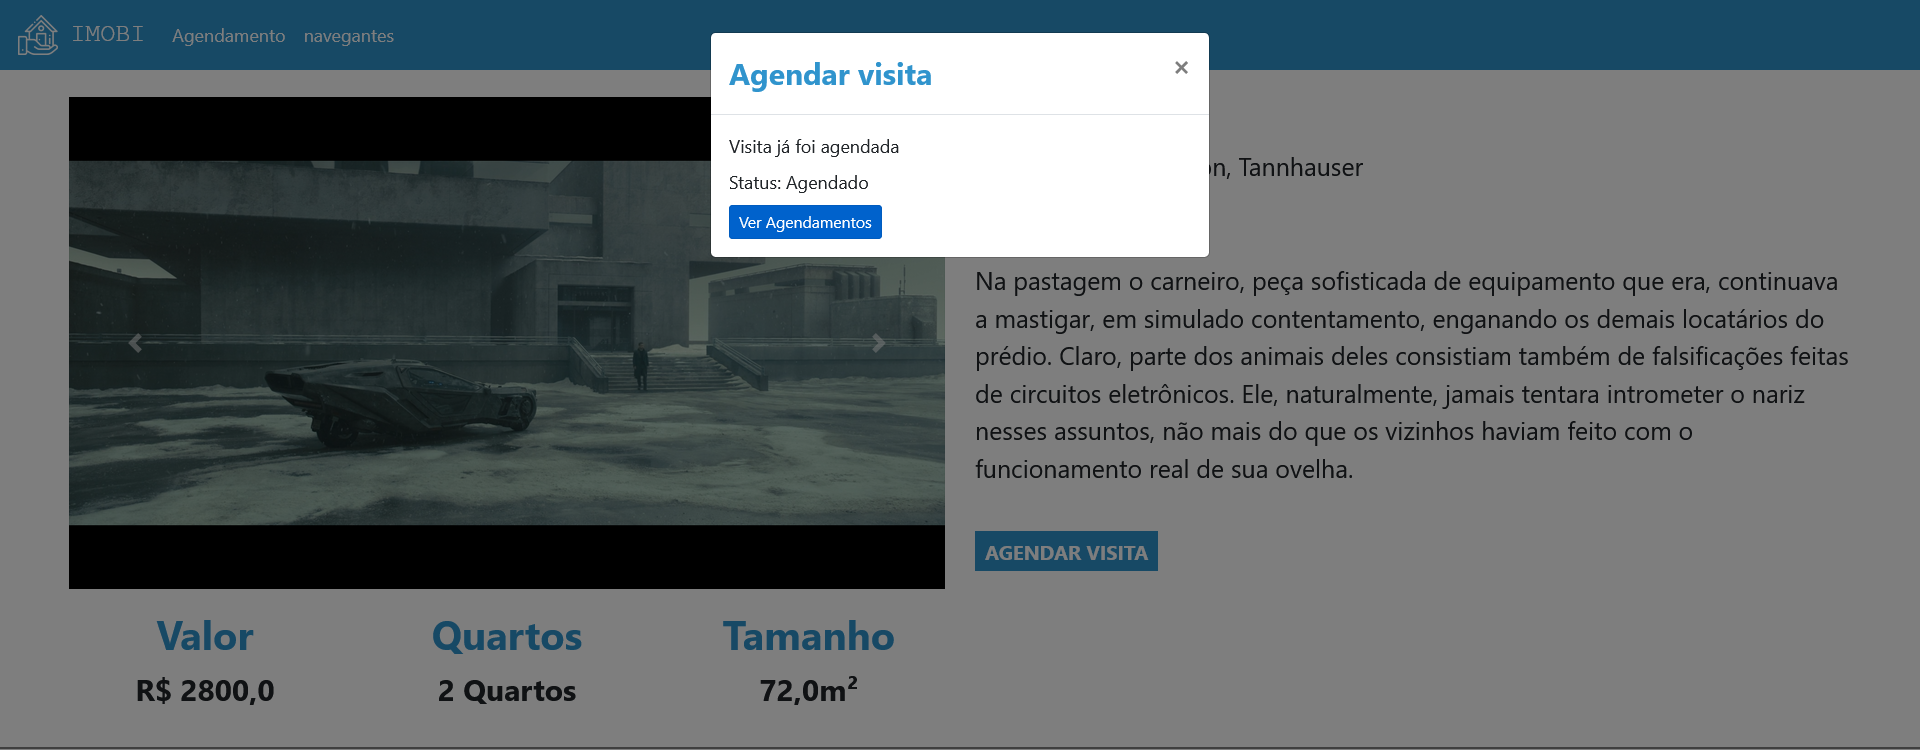 IMOBI Agendamento navegantes
Agendar visita ×
Visita já foi agendada
Status: Agendado
Ver Agendamentos
, Tannhauser
Na pastagem o carneiro, peça sofisticada de equipamento que era, continuava
a mastigar, em simulado contentamento, enganando os demais locatários do
prédio. Claro, parte dos animais deles consistiam também de falsificações feitas
de circuitos eletrônicos. Ele, naturalmente, jamais tentara intrometer o nariz
nesses assuntos, não mais do que os vizinhos haviam feito com o
funcionamento real de sua ovelha.
AGENDAR VISITA
Valor Quartos Tamanho
R$ 2800,0 2 Quartos 72,0m²